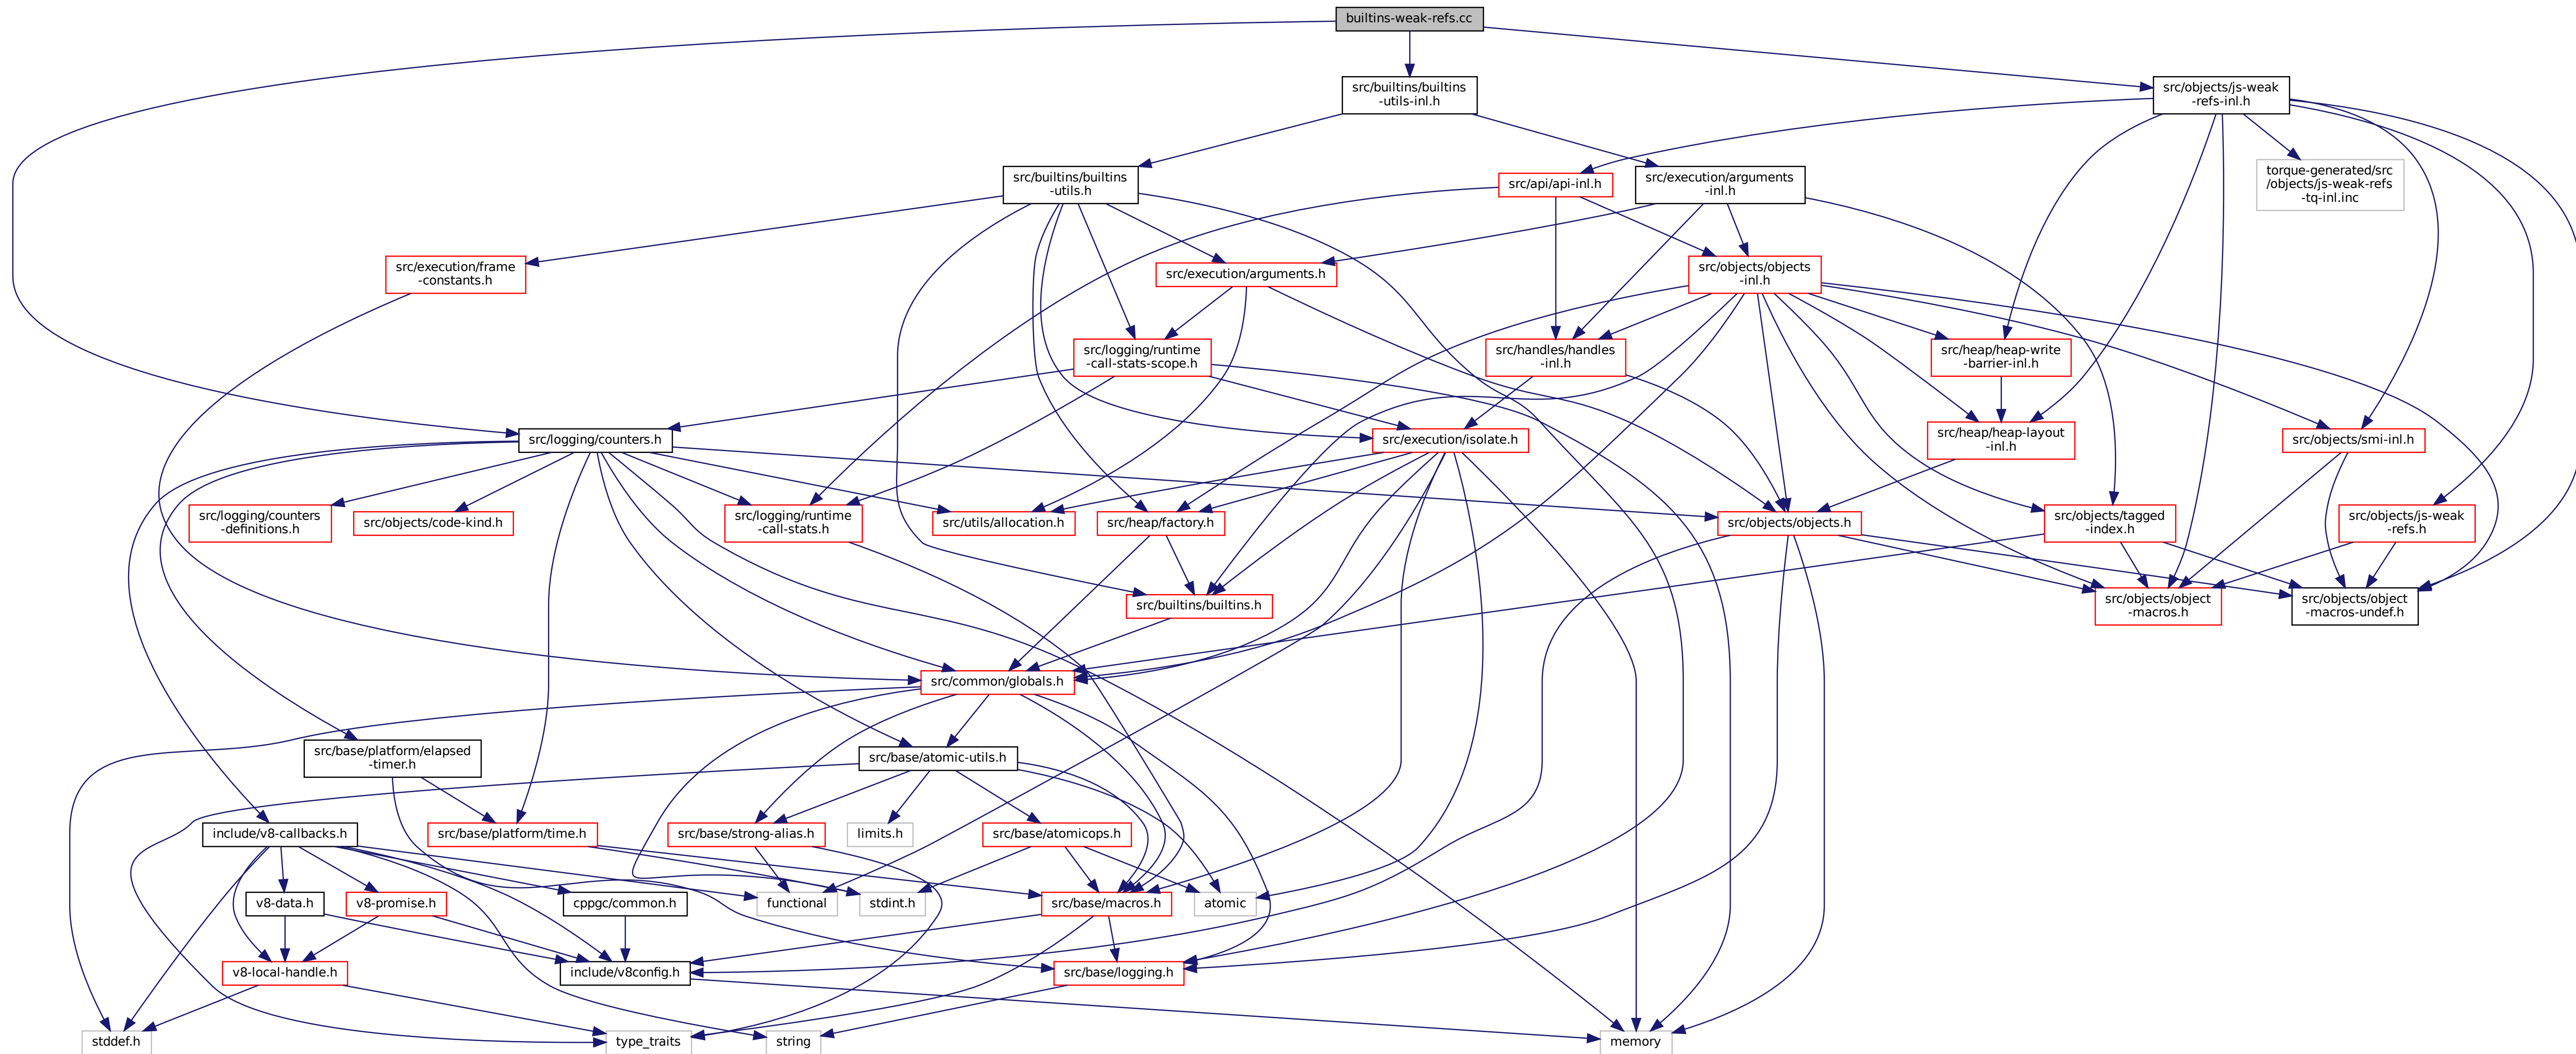 builtins-weak-refs.cc
src/builtins/builtins
-utils-inl.h
src/objects/js-weak
-refs-inl.h
src/builtins/builtins
-utils.h
src/api/api-inl.h
src/execution/arguments
-inl.h
torque-generated/src
/objects/js-weak-refs
-tq-inl.inc
src/execution/frame
-constants.h
src/execution/arguments.h
src/objects/objects
-inl.h
src/logging/runtime
-call-stats-scope.h
src/handles/handles
-inl.h
src/heap/heap-write
-barrier-inl.h
src/logging/counters.h
src/execution/isolate.h
src/heap/heap-layout
-inl.h
src/objects/smi-inl.h
src/logging/counters
-definitions.h
src/objects/code-kind.h
src/logging/runtime
-call-stats.h
src/utils/allocation.h
src/heap/factory.h
src/objects/objects.h
src/objects/tagged
-index.h
src/objects/js-weak
-refs.h
src/builtins/builtins.h
src/objects/object
-macros.h
src/objects/object
-macros-undef.h
src/common/globals.h
src/base/platform/elapsed
-timer.h
src/base/atomic-utils.h
include/v8-callbacks.h
src/base/platform/time.h
src/base/strong-alias.h
limits.h
src/base/atomicops.h
v8-data.h
v8-promise.h
cppgc/common.h
functional
stdint.h
src/base/macros.h
atomic
v8-local-handle.h
include/v8config.h
src/base/logging.h
stddef.h
type_traits
string
memory